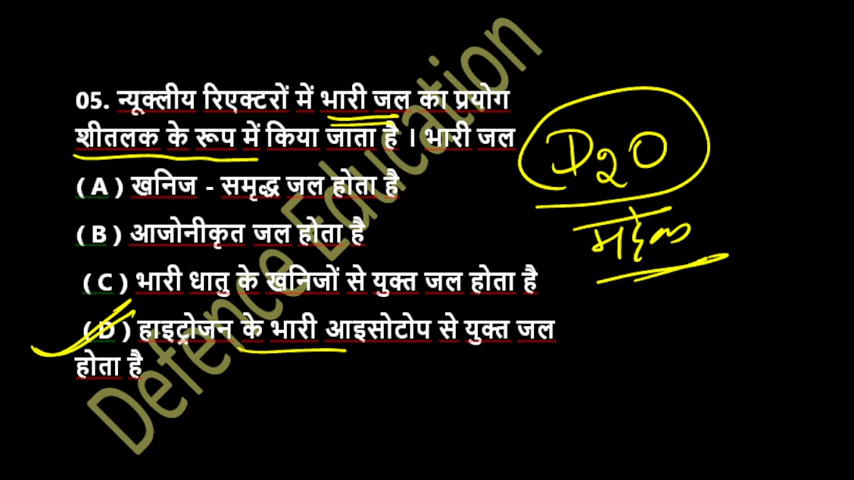 05. न्यूक्लीय रिएक्टरों में भारी जल का प्रयोग
शीतलक के रूप में किया जाता है । भारी जल
( A ) खनिज - समृद्ध जल होता है
( B ) आजोनीकृत जल होता है
( C ) भारी धातु के खनिजों से युक्त जल होता है
( D ) हाइट्रोजन के भारी आइसोटोप से युक्त जल
होता है
D2O
Defence Education